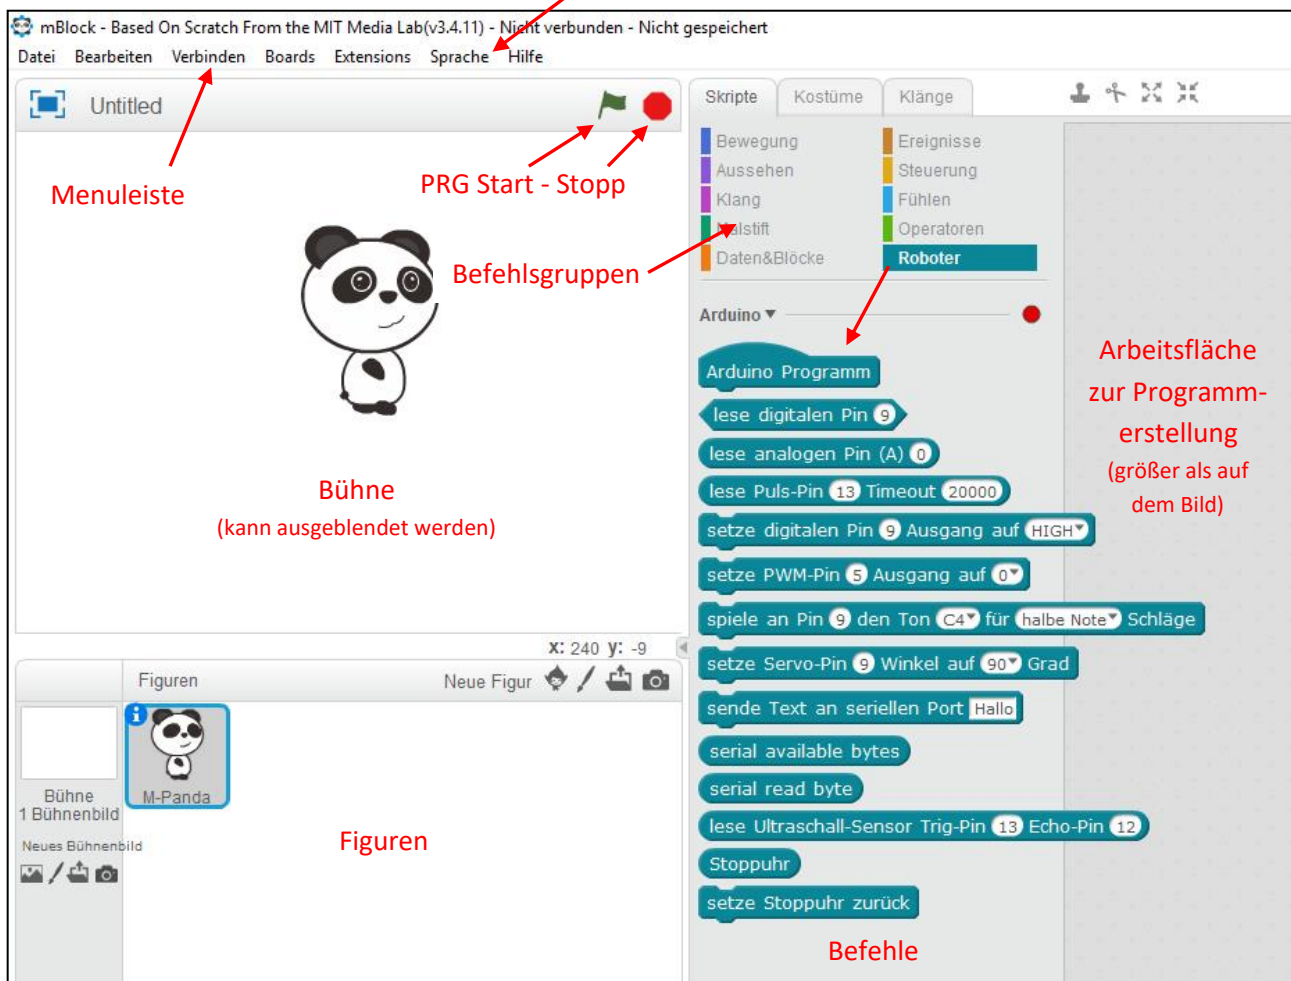 mBlock - Based On Scratch From the MIT Media Lab(v3.4.11) - Nicht verbunden - Nicht gespeichert
Datei Bearbeiten Verbinden Boards Extensions Sprache Hilfe
Untitled
Menuleiste
PRG Start - Stopp
Befehlsgruppen
Bühne
(kann ausgeblendet werden)
x: 240 y: -9
Figuren
Neue Figur
Bühne
1 Bühnenbild
Neues Bühnenbild
M-Panda
Figuren
Skripte Kostüme Klänge
Bewegung Ereignisse
Aussehen Steuerung
Klang Fühlen
Malstift Operatoren
Daten&Blöcke Roboter
Arduino
Arduino Programm
lese digitalen Pin 9
lese analogen Pin (A) 0
lese Puls-Pin 13 Timeout 20000
setze digitalen Pin 9 Ausgang auf HIGH
setze PWM-Pin 5 Ausgang auf 0
spiele an Pin 9 den Ton C4 für halbe Note Schläge
setze Servo-Pin 9 Winkel auf 90 Grad
sende Text an seriellen Port Hallo
serial available bytes
serial read byte
lese Ultraschall-Sensor Trig-Pin 13 Echo-Pin 12
Stoppuhr
setze Stoppuhr zurück
Befehle
Arbeitsfläche
zur Programm-
erstellung
(größer als auf
dem Bild)